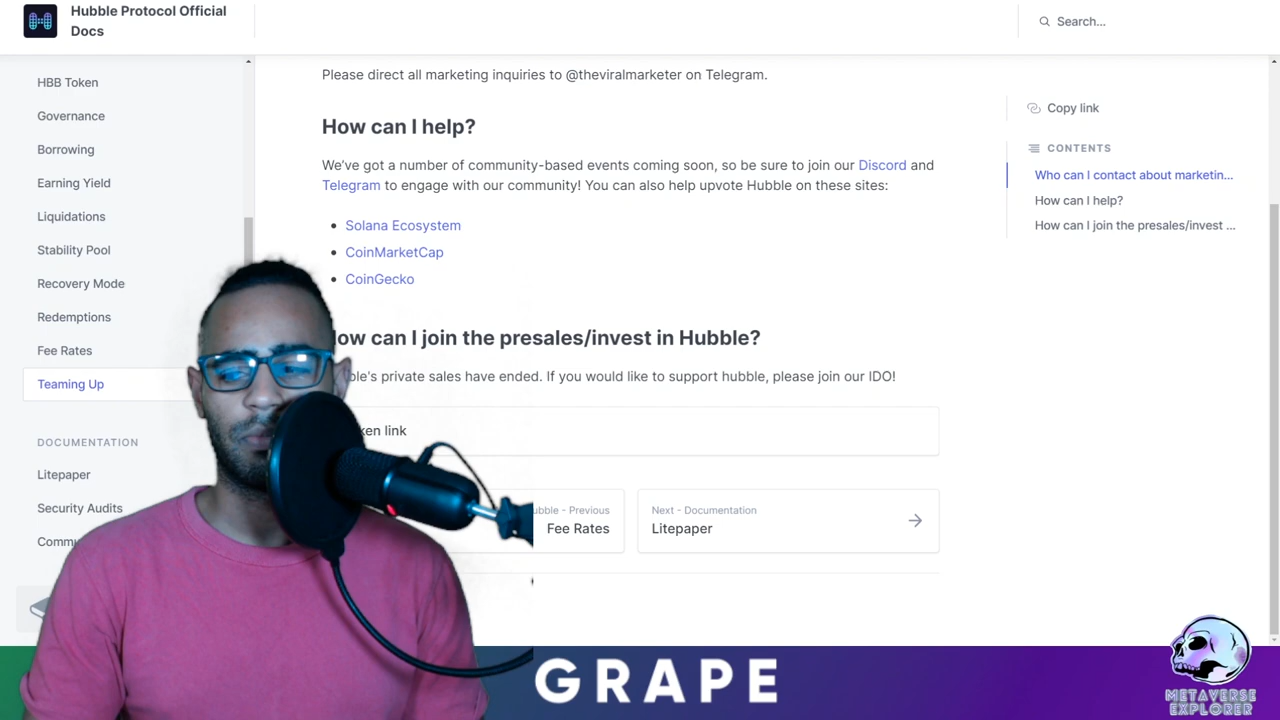 Hubble Protocol Official
Docs
Search...
HBB Token
Governance
Borrowing
Earning Yield
Liquidations
Stability Pool
Recovery Mode
Redemptions
Fee Rates
Teaming Up
DOCUMENTATION
Litepaper
Security Audits
Please direct all marketing inquiries to @theviralmarketer on Telegram.
How can I help?
We've got a number of community-based events coming soon, so be sure to join our Discord and
Telegram to engage with our community! You can also help upvote Hubble on these sites:
Solana Ecosystem
CoinMarketCap
CoinGecko
can I join the presales/invest in Hubble?
private sales have ended. If you would like to support hubble, please join our IDO!
link
- Previous
Fee Rates
Next - Documentation
Litepaper
Copy link
CONTENTS
Who can I contact about marketin...
How can I help?
How can I join the presales/invest ...
GRAPE
METAVERSE
EXPLORER